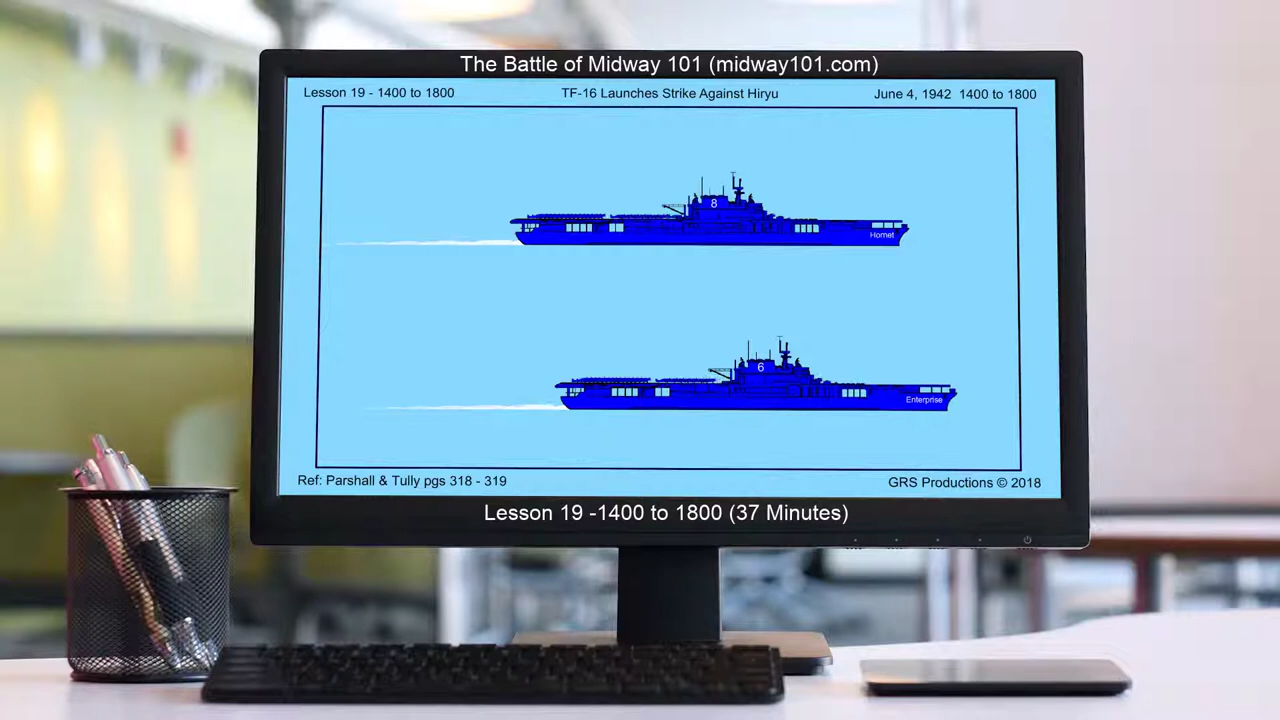 The Battle of Midway 101 (midway101.com)
Lesson 19 - 1400 to 1800
TF-16 Launches Strike Against Hiryu
June 4, 1942 1400 to 1800
8
Hornet
6
Enterprise
Ref: Parshall & Tully pgs 318 - 319
GRS Productions © 2018
Lesson 19 -1400 to 1800 (37 Minutes)